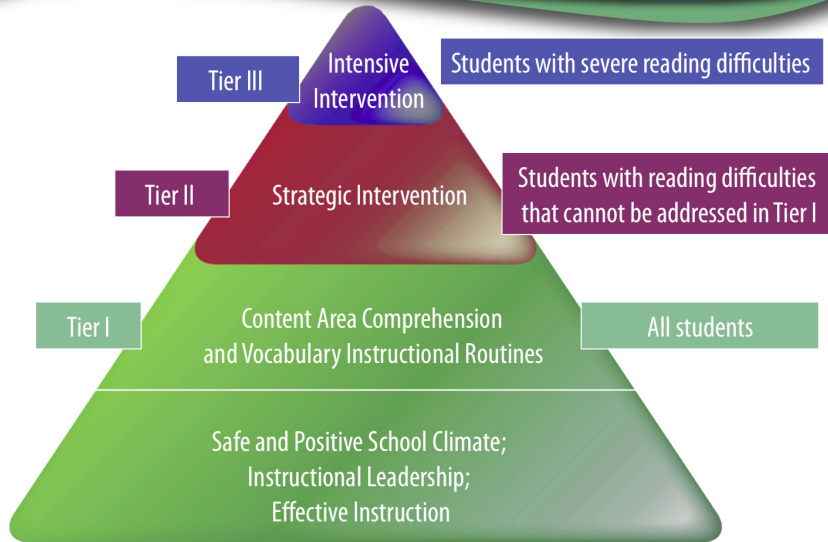 Tier III
Intensive
Intervention
Students with severe reading difficulties
Tier II
Strategic Intervention
Students with reading difficulties
that cannot be addressed in Tier I
Tier I
Content Area Comprehension
and Vocabulary Instructional Routines
All students
Safe and Positive School Climate;
Instructional Leadership;
Effective Instruction